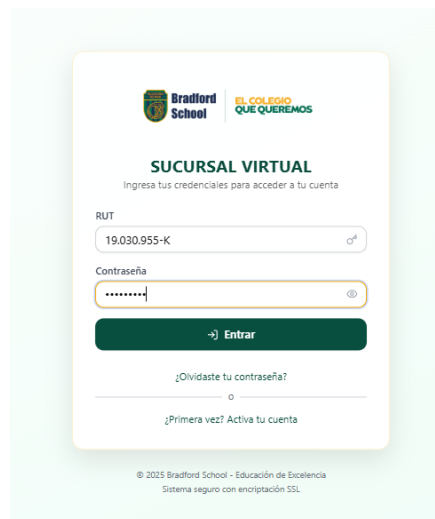 Bradford
School
EL COLEGIO
QUE QUEREMOS
SUCURSAL VIRTUAL
Ingresa tus credenciales para acceder a tu cuenta
RUT
19.030.955-K
Contraseña
•••••••••
Entrar
¿Olvidaste tu contraseña?
o
¿Primera vez? Activa tu cuenta
© 2025 Bradford School - Educación de Excelencia
Sistema seguro con encriptación SSL